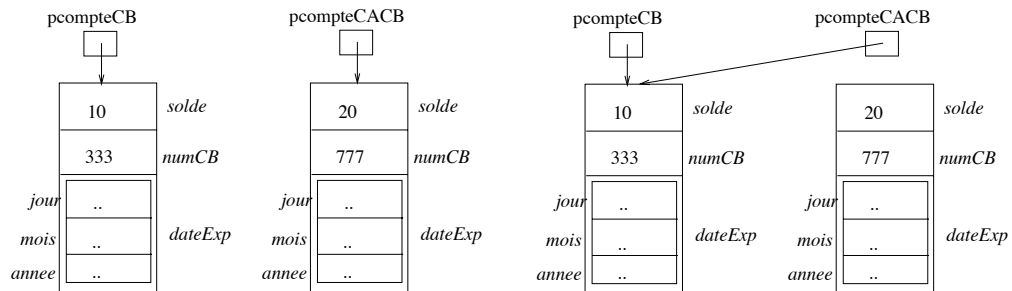 pcompteCB pcompteCACB pcompteCB pcompteCACB
10 solde 20 solde 10 solde 20 solde
333 numCB 777 numCB 333 numCB 777 numCB
jour .. jour .. jour .. jour ..
dateExp dateExp dateExp dateExp
mois .. mois .. mois .. mois ..
annee .. annee .. annee .. annee ..